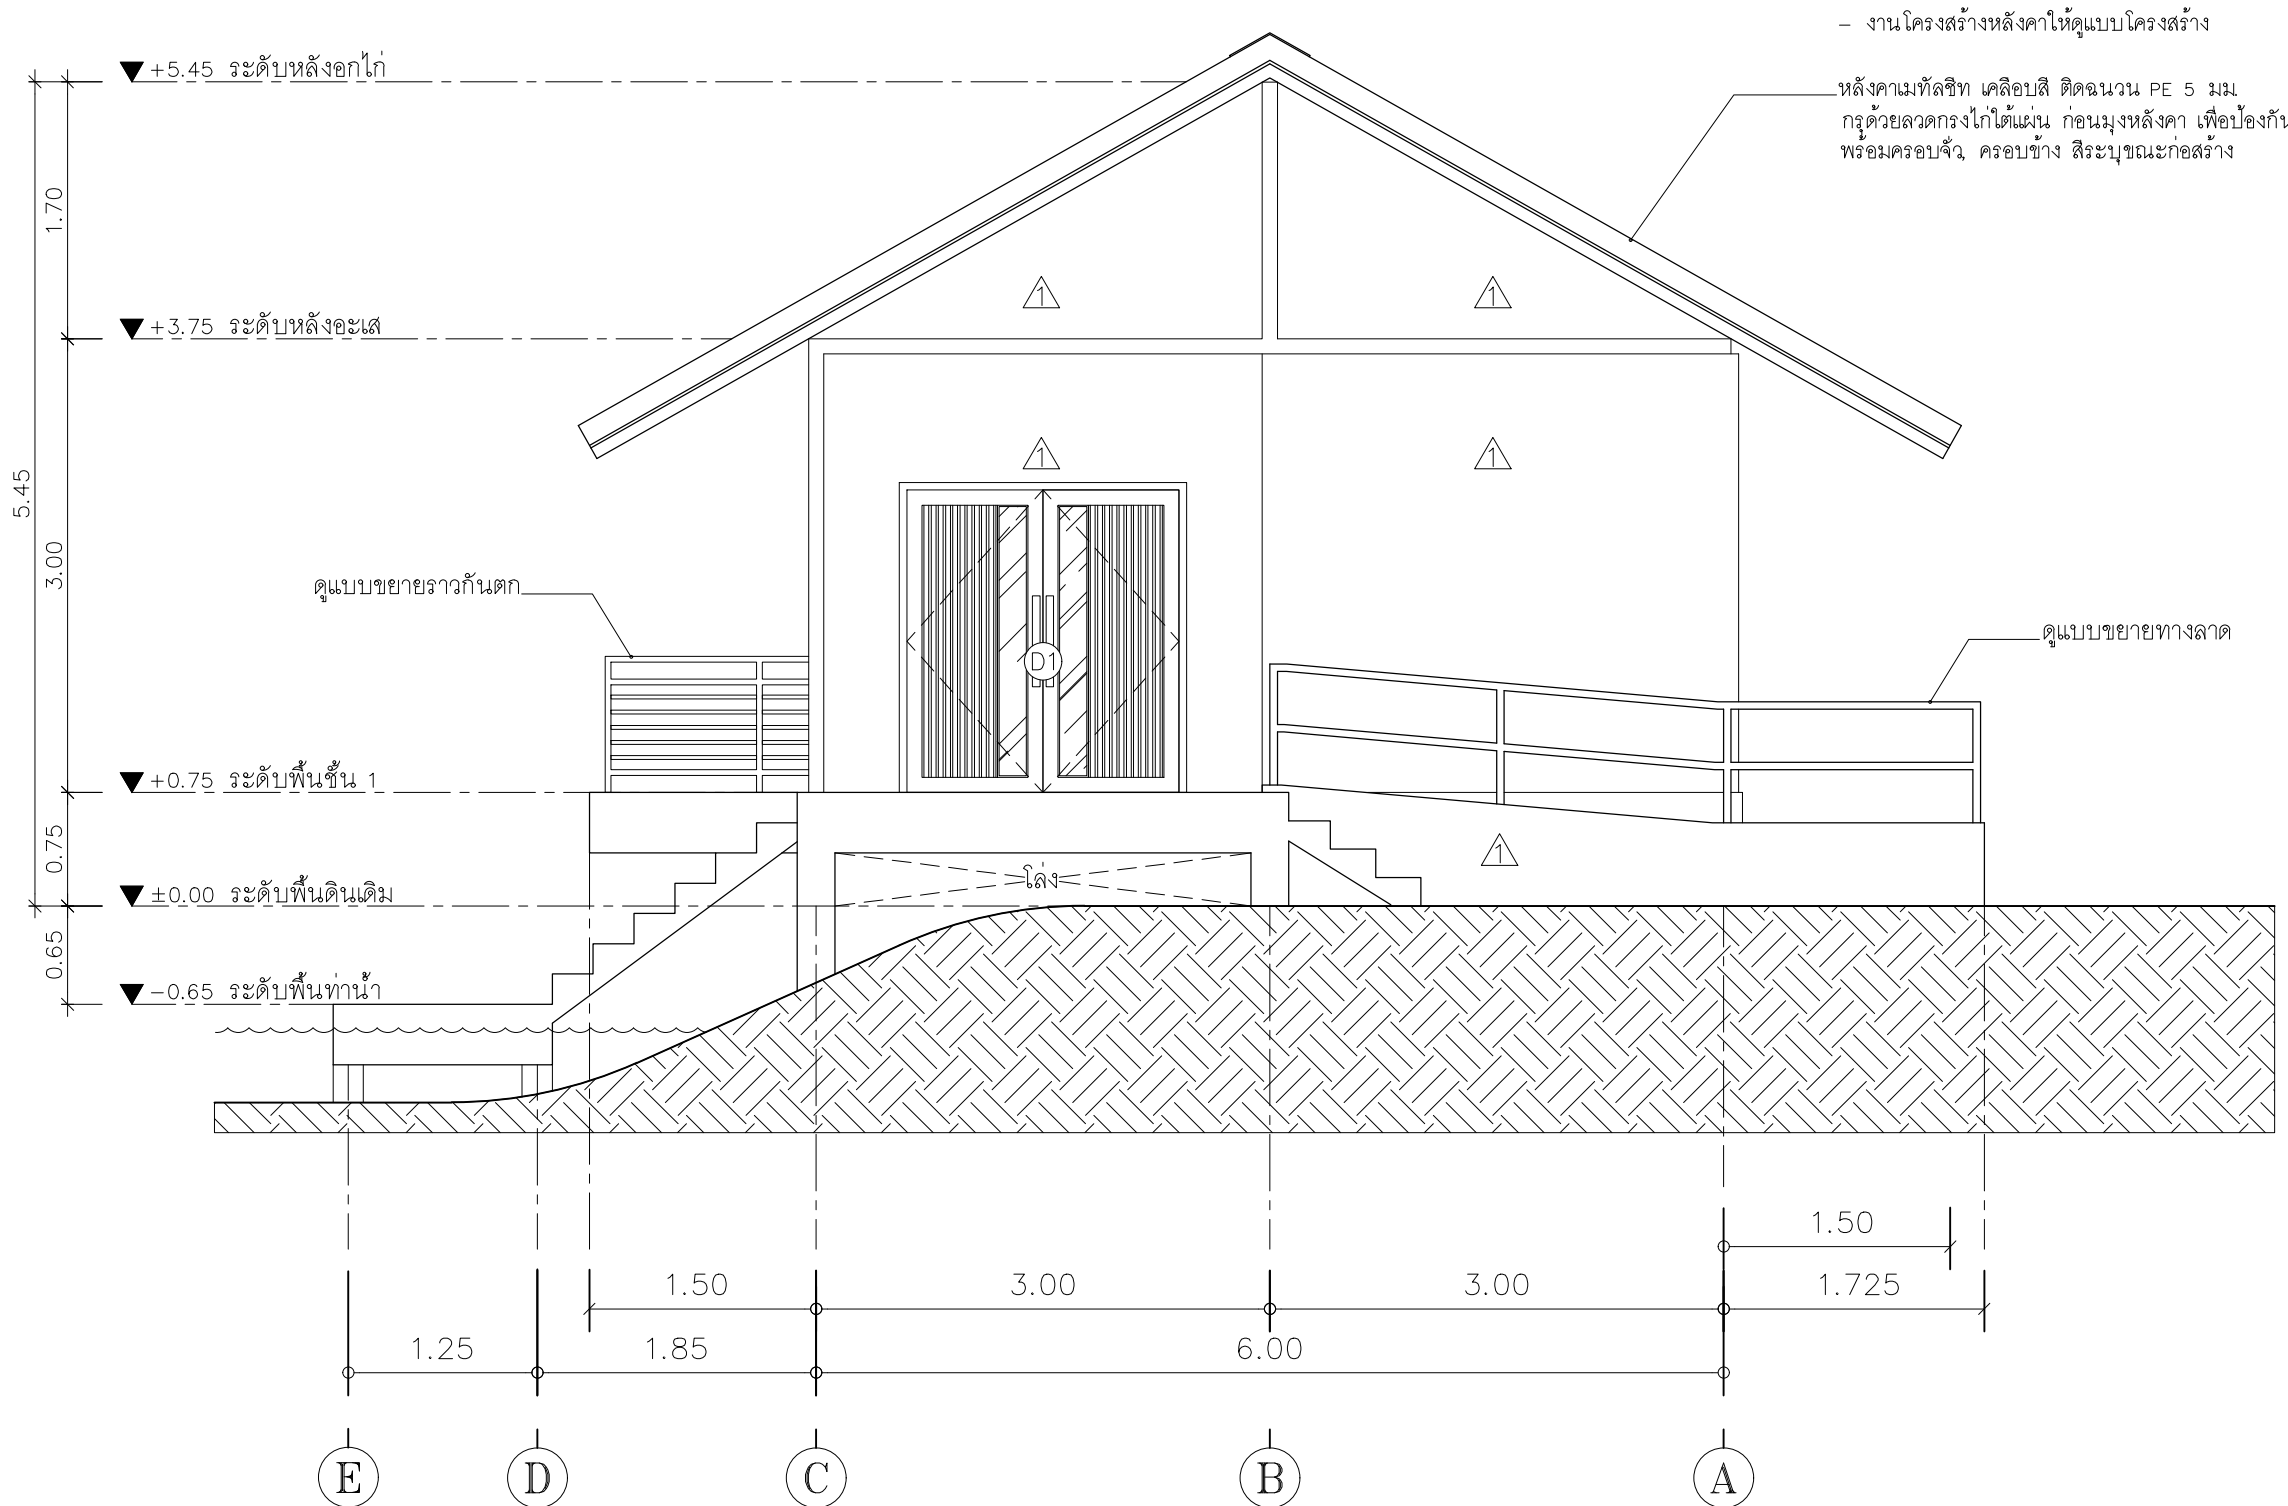 - งานโครงสร้างหลังคาให้ดูแบบโครงสร้าง
+5.45 ระดับหลังอกไก่
หลังคาเมทัลชีท เคลือบสี ติดฉนวน PE 5 มม.
กรุด้วยลวดกรงไก่ใต้แผ่น ก่อนมุงหลังคา เพื่อป้องกัน
พร้อมครอบจั่ว, ครอบข้าง สีระบุขณะก่อสร้าง
1.70
1
1
+3.75 ระดับหลังอะเส
1
1
5.45
3.00
ดูแบบขยายราวกันตก
D1
ดูแบบขยายทางลาด
+0.75 ระดับพื้นชั้น 1
0.75
1
โล่ง
±0.00 ระดับพื้นดินเดิม
0.65
-0.65 ระดับพื้นท่าน้ำ
1.50
1.50
3.00
3.00
1.725
1.25
1.85
6.00
E
D
C
B
A